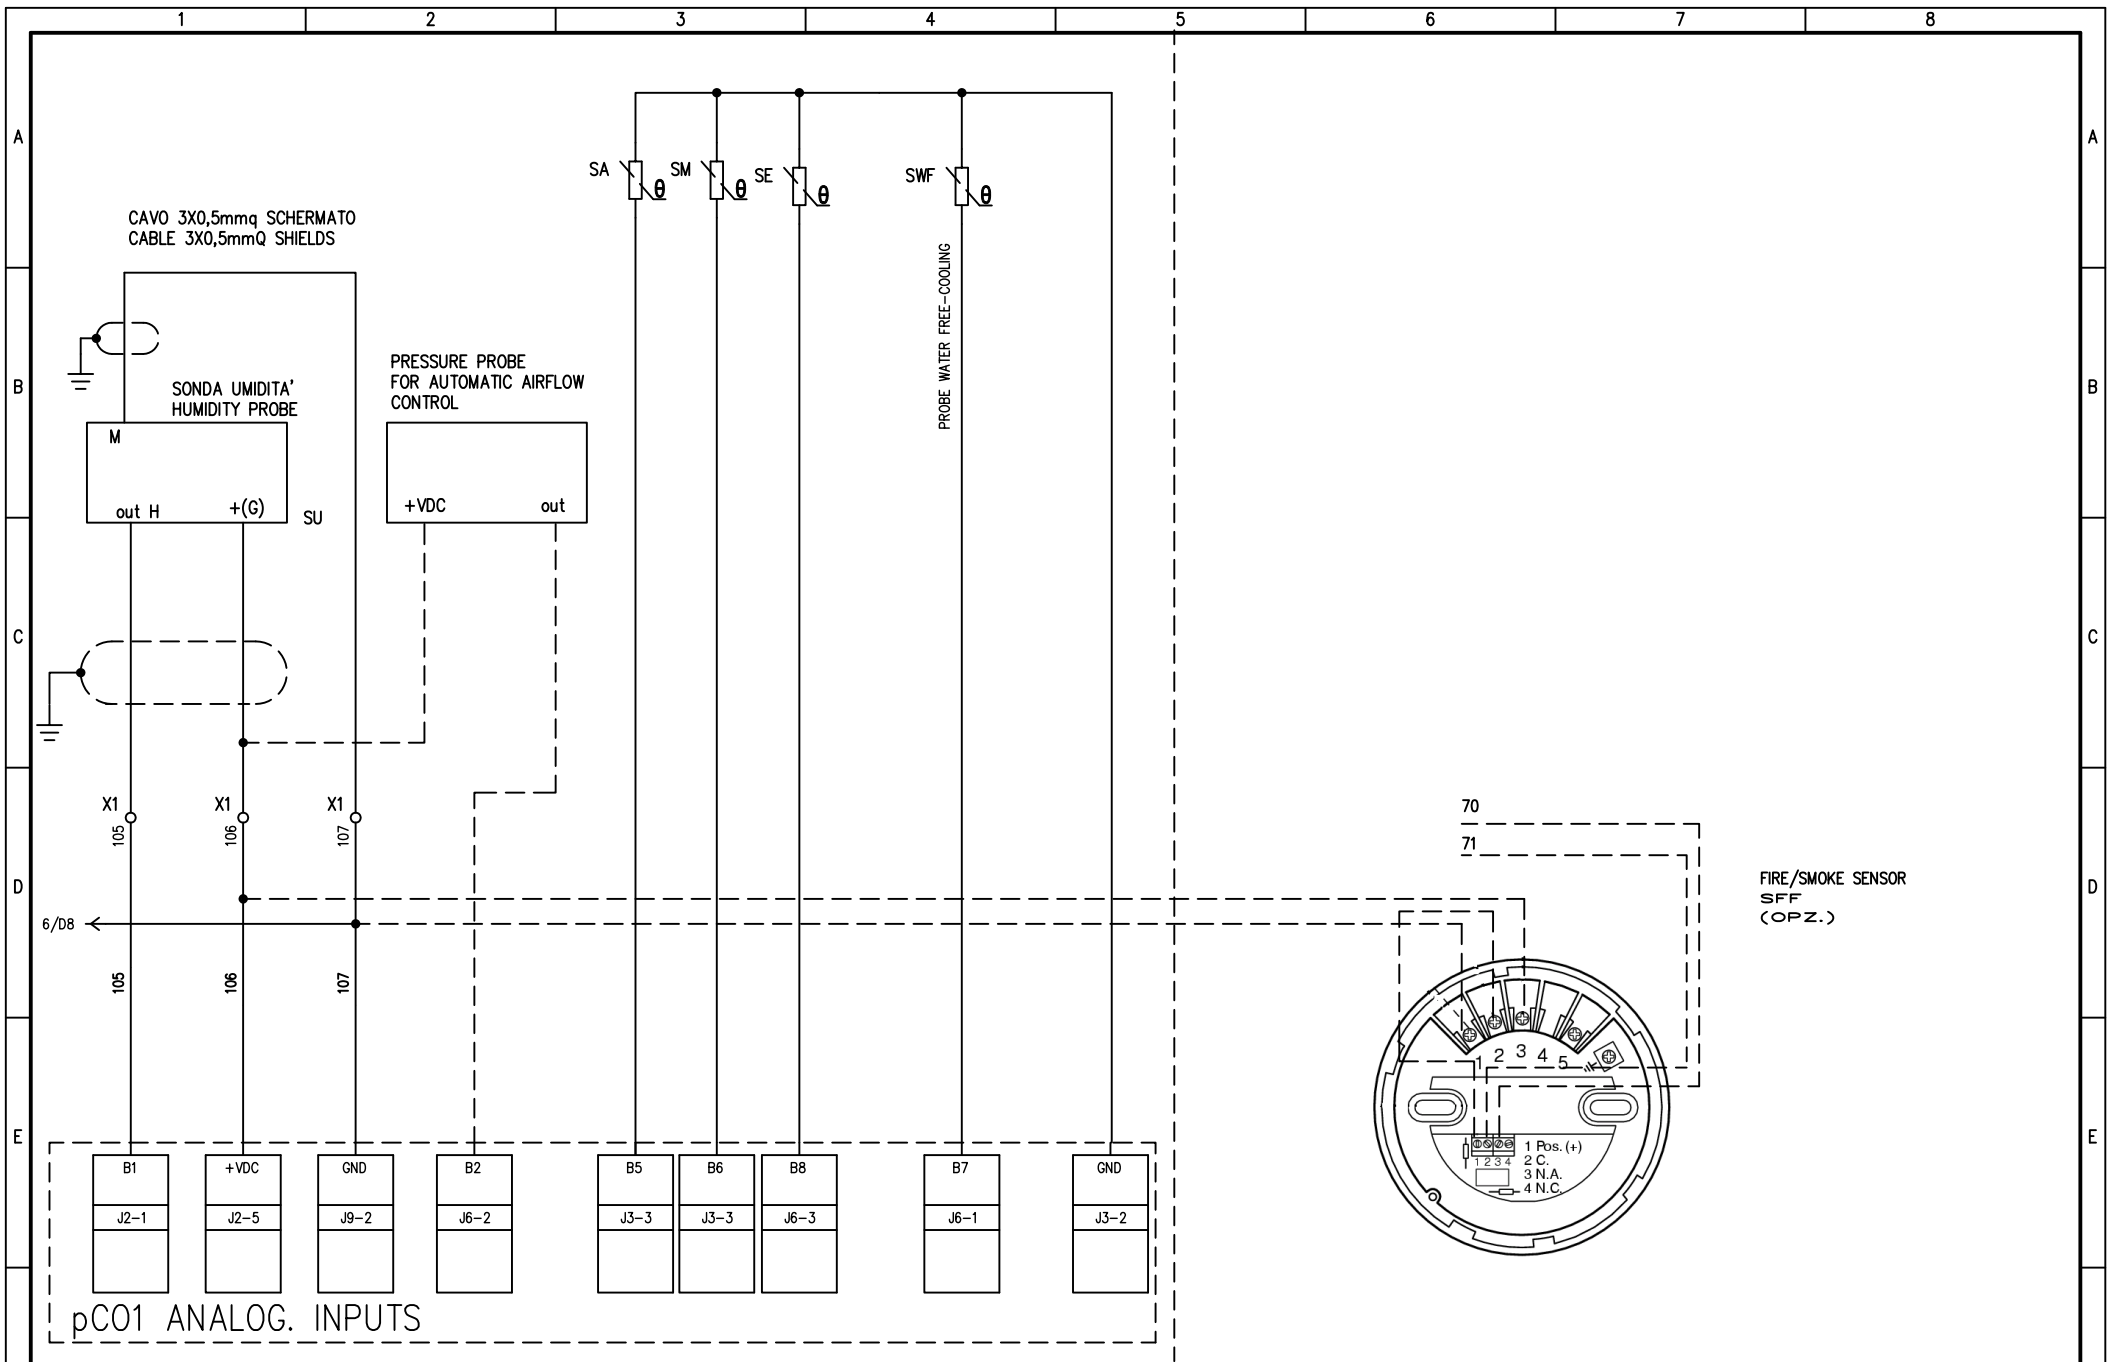 1 2 3 4 5 6 7 8
A A
SA SM SE SWF
θ θ θ θ
CAVO 3X0,5mmq SCHERMATO
CABLE 3X0,5mmQ SHIELDS
PROBE WATER FREE-COOLING
PRESSURE PROBE
FOR AUTOMATIC AIRFLOW
CONTROL
B B
SONDA UMIDITA'
HUMIDITY PROBE
M
out H +(G) SU
+VDC out
C C
X1 X1 X1
105 106 107
70
71
D D
FIRE/SMOKE SENSOR
SFF
(OPZ.)
6/D8
105 106 107
1 2 3 4 5
E E
1 2 3 4
1 Pos. (+)
2 C.
3 N.A.
4 N.C.
B1 +VDC GND B2 B5 B6 B8 B7 GND
J2-1 J2-5 J9-2 J6-2 J3-3 J3-3 J6-3 J6-1 J3-2
pCO1 ANALOG. INPUTS